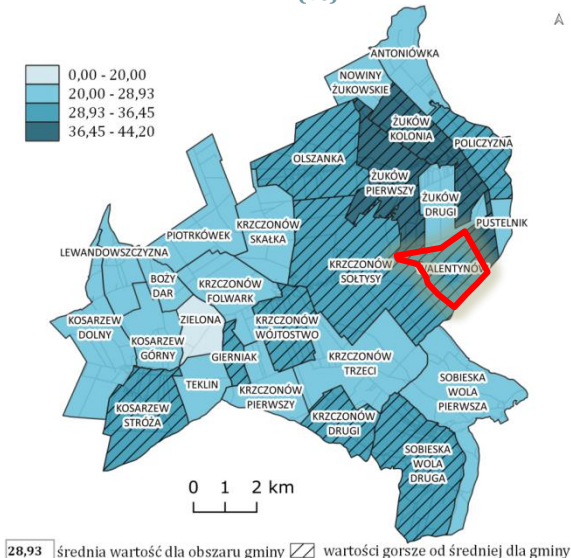 ANTONIÓWKA
NOWINY
ŻUKOWSKIE
0,00 - 20,00
20,00 - 28,93
28,93 - 36,45
36,45 - 44,20
ŻUKÓW
KOLONIA
POLICZYZNA
OLSZANKA
ŻUKÓW
PIERWSZY
ŻUKÓW
DRUGI
PUSTELNIK
KRZCZONÓW
SKAŁKA
PIOTRKÓWEK
LEWANDOWSZCZYZNA
KRZCZONÓW
SOŁTYSY
WALENTYNÓW
BOŻY
DAR
KRZCZONÓW
FOLWARK
KOSARZEW
DOLNY
ZIELONA
KRZCZONÓW
WÓJTOSTWO
KOSARZEW
GÓRNY
GIERNIAK
KRZCZONÓW
TRZECI
TEKLIN
KRZCZONÓW
PIERWSZY
SOBIESKA
WOLA
PIERWSZA
KOSARZEW
STRÓŻA
KRZCZONÓW
DRUGI
SOBIESKA
WOLA
DRUGA
0 1 2 km
28,93 średnia wartość dla obszaru gminy wartości gorsze od średniej dla gminy